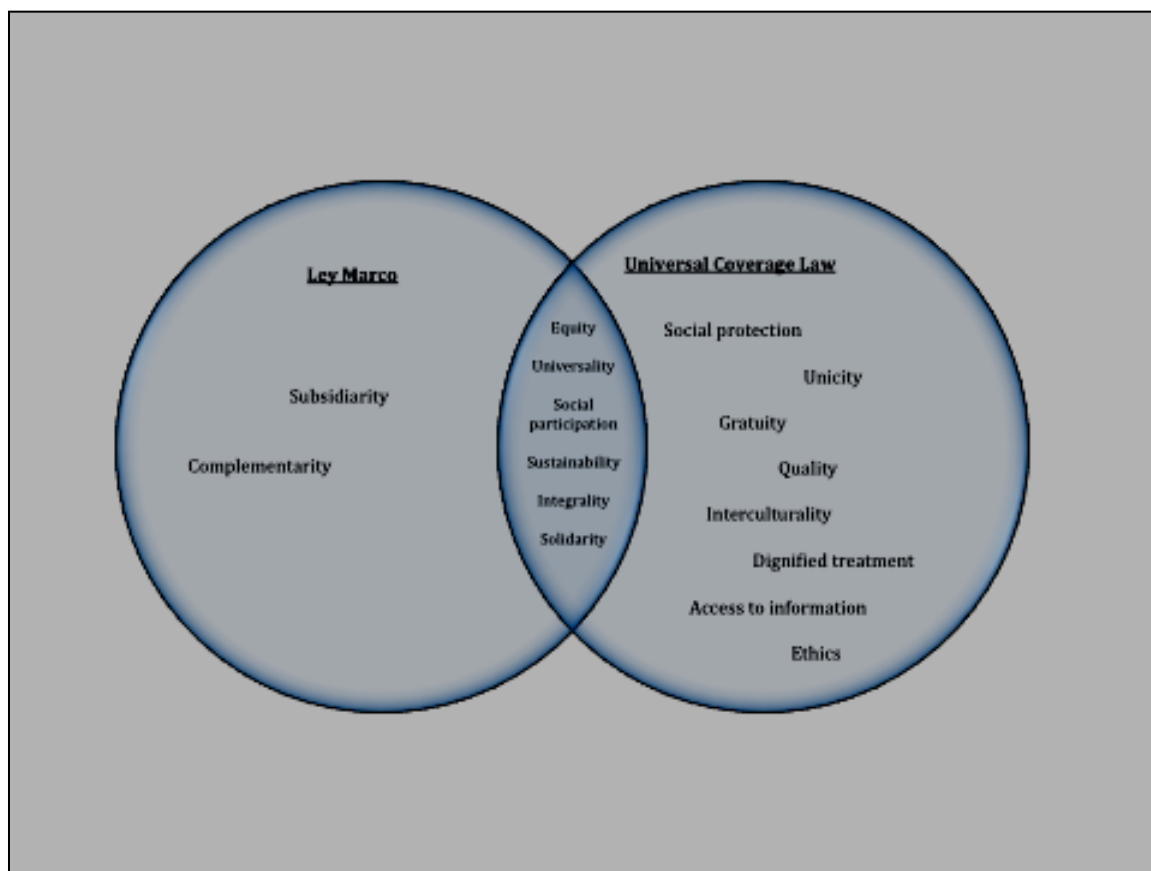 Ley Marco
Subsidiarity
Complementarity
Equity
Universality
Social
participation
Sustainability
Integrality
Solidarity
Universal Coverage Law
Social protection
Unicity
Gratuity
Quality
Interculturality
Dignified treatment
Access to information
Ethics